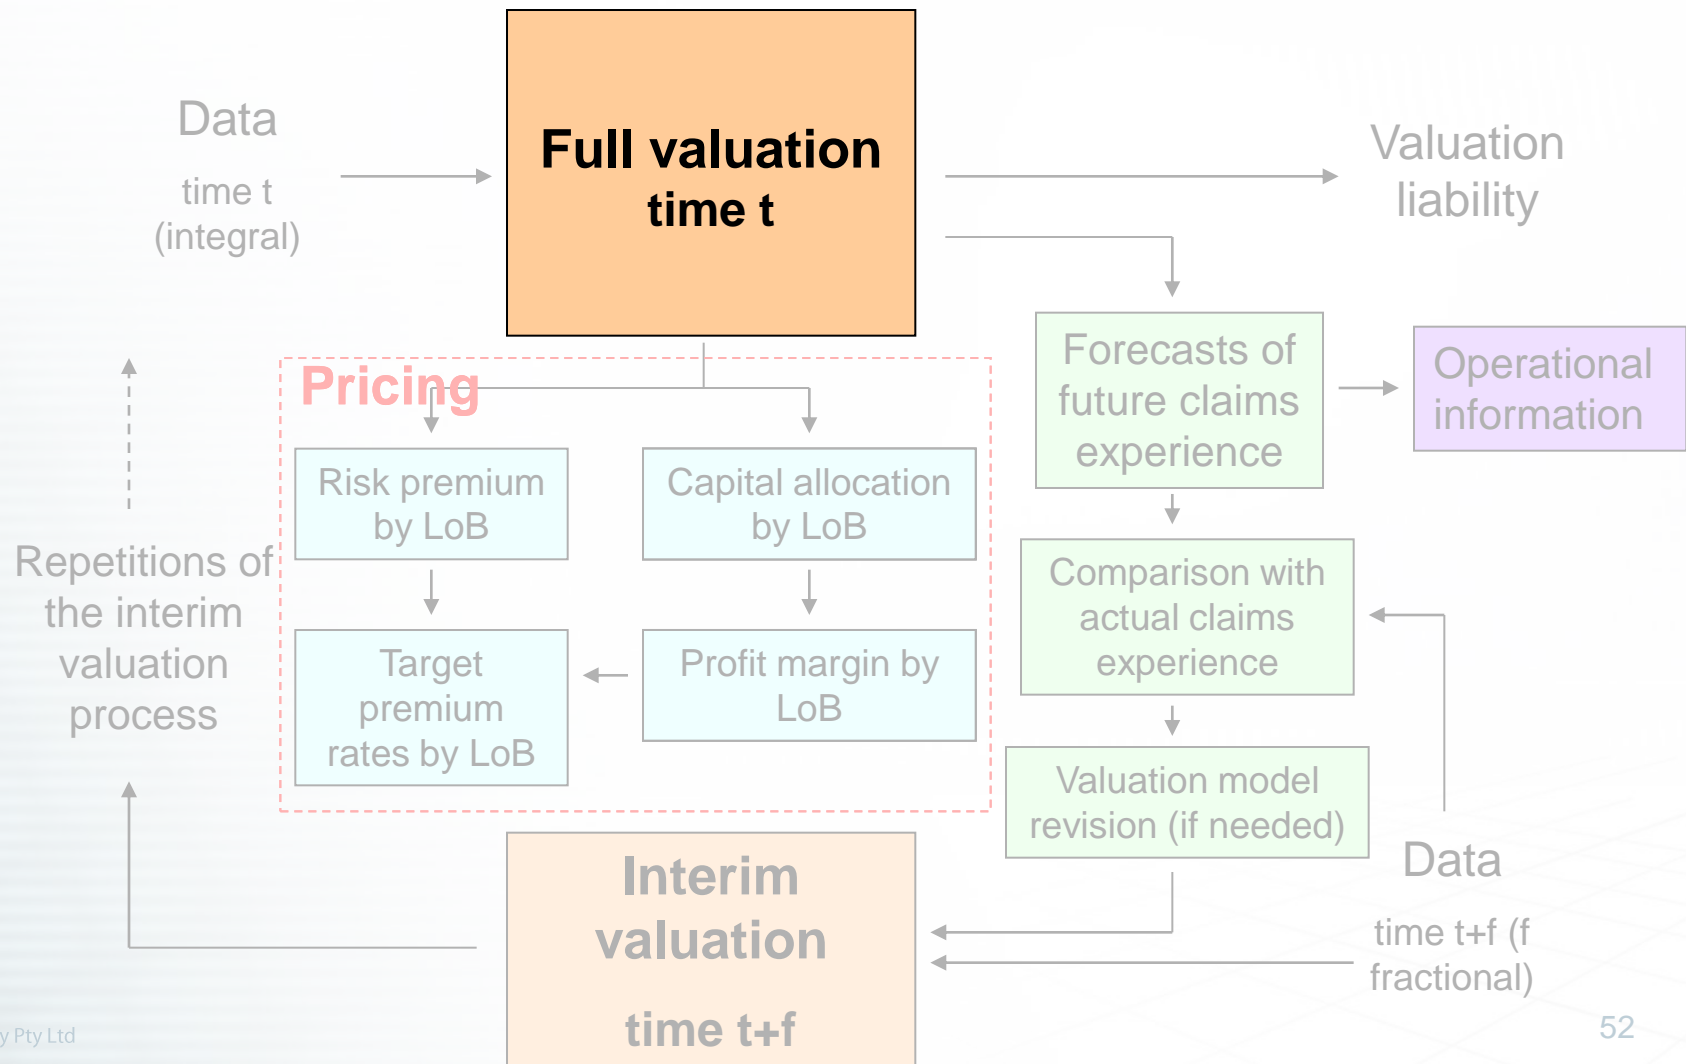 Data
time t
(integral)
Full valuation
time t
Valuation
liability
Pricing
Risk premium
by LoB
Capital allocation
by LoB
Target
premium
rates by LoB
Profit margin by
LoB
Forecasts of
future claims
experience
Operational
information
Comparison with
actual claims
experience
Valuation model
revision (if needed)
Repetitions of
the interim
valuation
process
Interim
valuation
time t+f
Data
time t+f (f
fractional)
y Pty Ltd
52